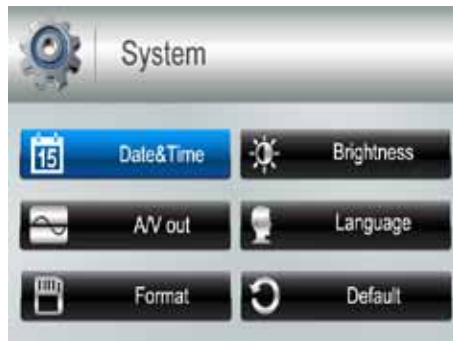 System
15
Date&Time
Brightness
A/V out
Language
Format
Default